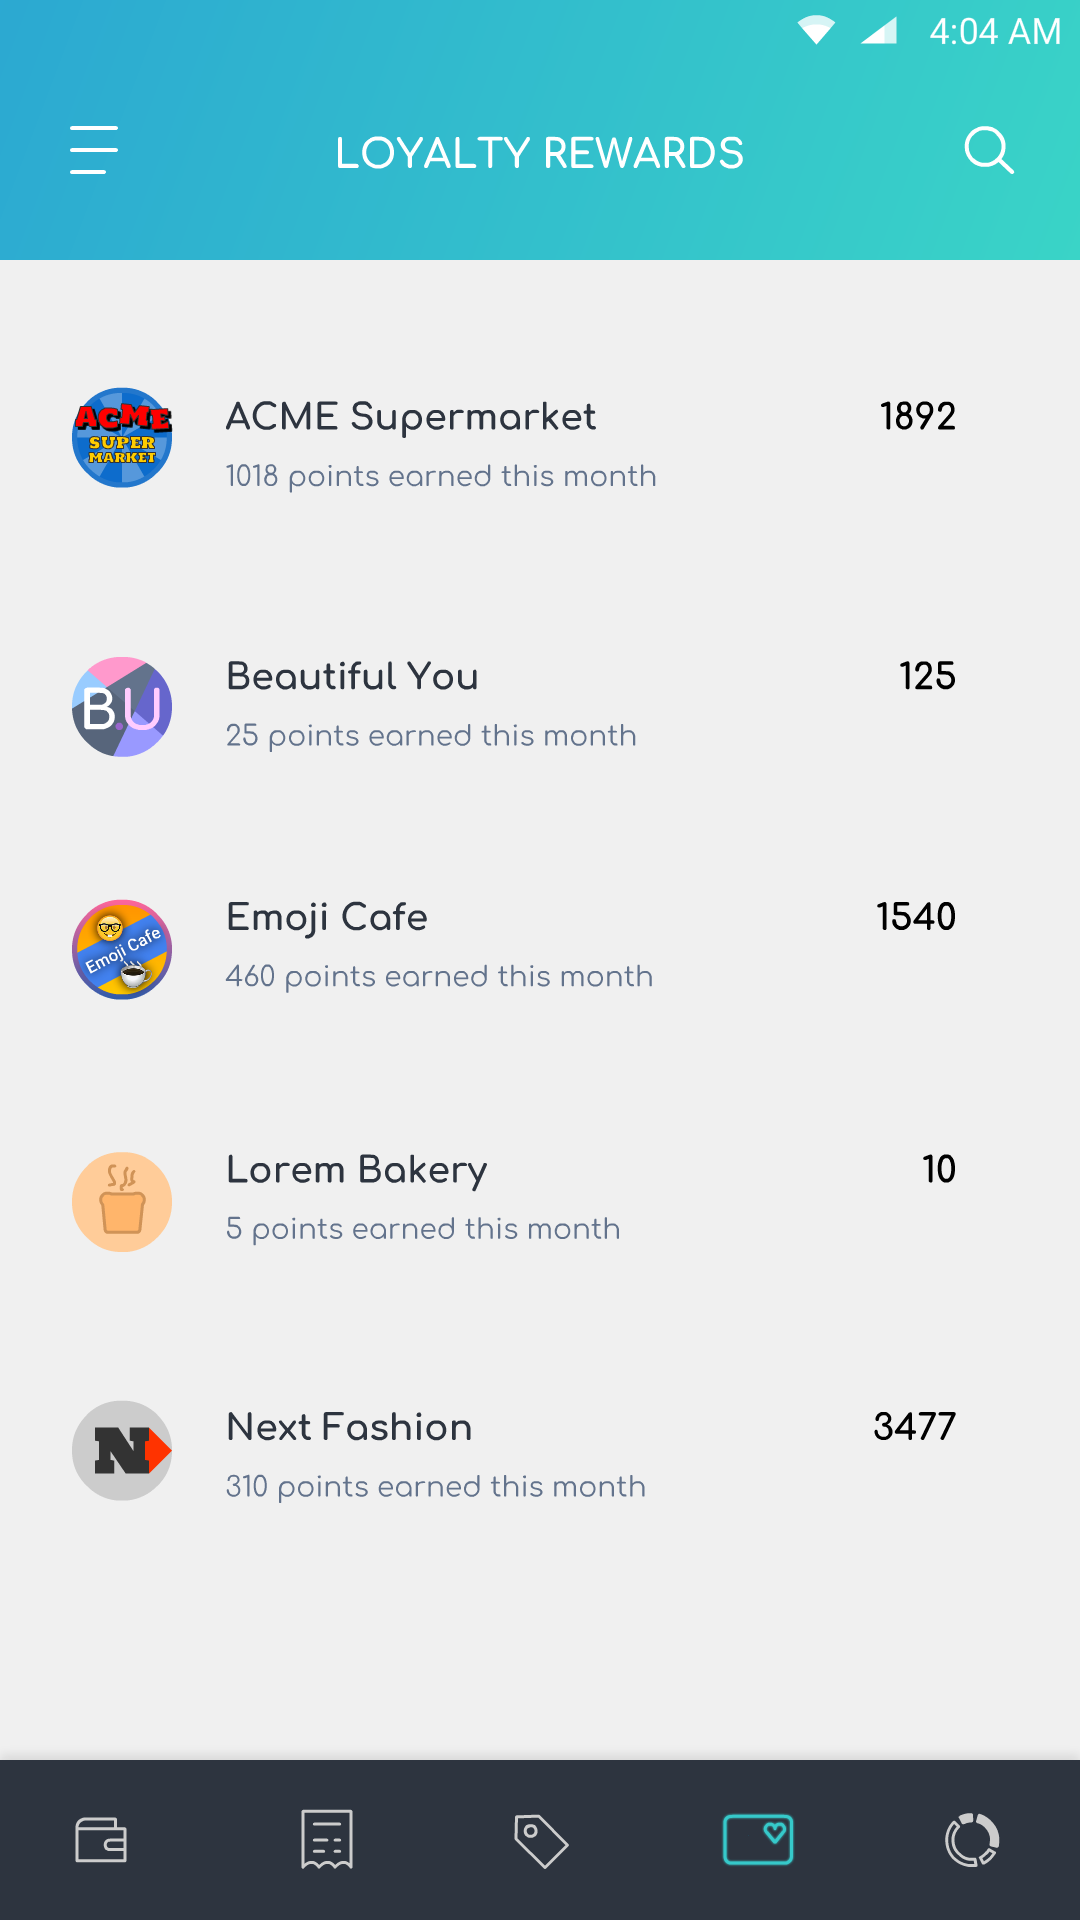 4:04 AM
LOYALTY REWARDS
ACME
SUPER
MARKET
ACME Supermarket 1892
1018 points earned this month
B.U
Beautiful You 125
25 points earned this month
Emoji Cafe
Emoji Cafe 1540
460 points earned this month
Lorem Bakery 10
5 points earned this month
N
Next Fashion 3477
310 points earned this month